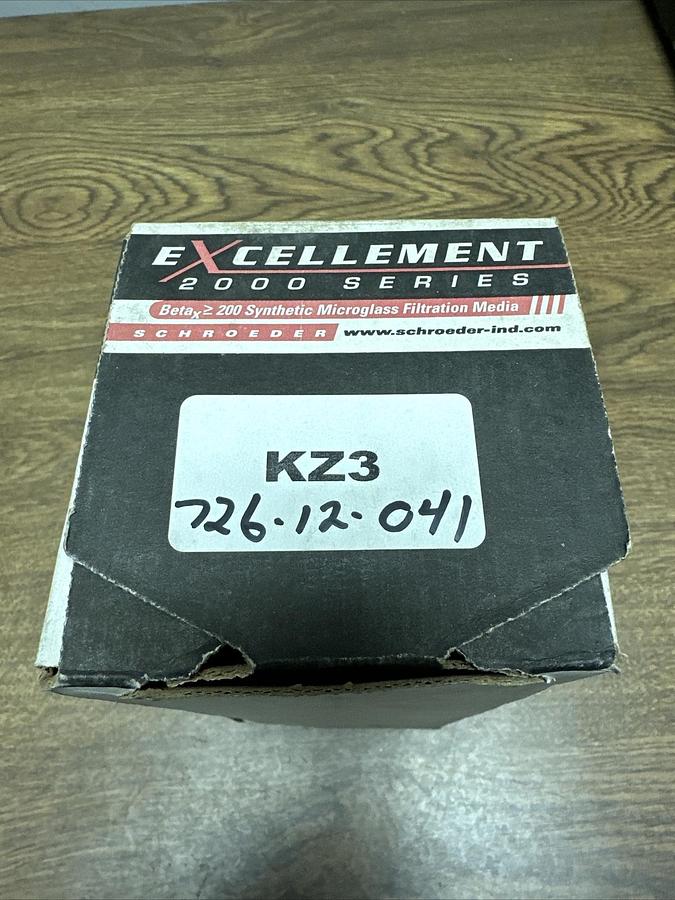 EXCELLEMENT
2000 SERIES
Betax ≥ 200 Synthetic Microglass Filtration Media
SCHROEDER www.schroeder-ind.com
KZ3
726-12-041